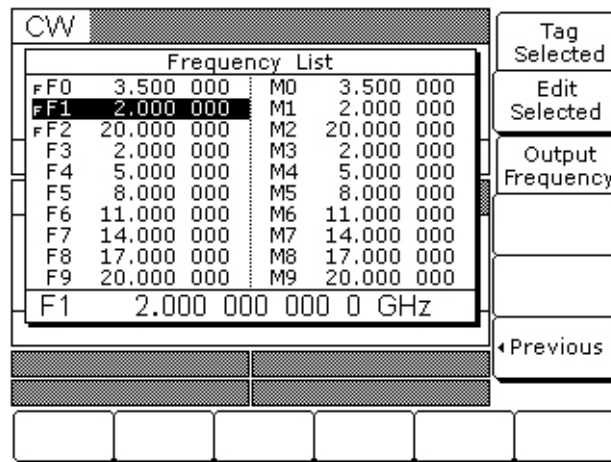 CW
Frequency List
F F0 3.500 000 M0 3.500 000
F F1 2.000 000 M1 2.000 000
F F2 20.000 000 M2 20.000 000
F3 2.000 000 M3 2.000 000
F4 5.000 000 M4 5.000 000
F5 8.000 000 M5 8.000 000
F6 11.000 000 M6 11.000 000
F7 14.000 000 M7 14.000 000
F8 17.000 000 M8 17.000 000
F9 20.000 000 M9 20.000 000
F1 2.000 000 000 0 GHz
Tag
Selected
Edit
Selected
Output
Frequency
Previous